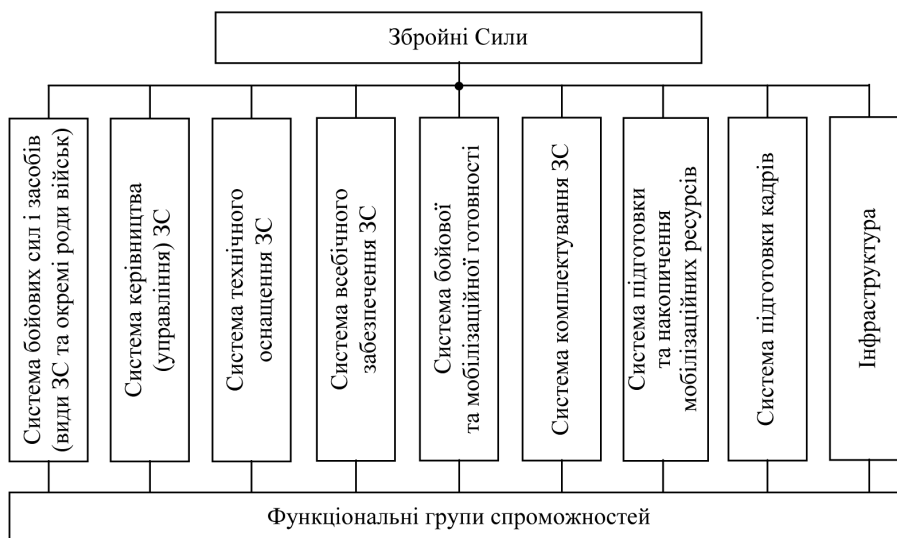 Збройні Сили
Система бойових сил і засобів
(види ЗС та окремі роди військ)
Система керівництва
(управління) ЗС
Система технічного
оснащення ЗС
Система всебічного
забезпечення ЗС
Система бойової
та мобілізаційної готовності
Система комплектування ЗС
Система підготовки
та накопичення
мобілізаційних ресурсів
Система підготовки кадрів
Інфраструктура
Функціональні групи спроможностей